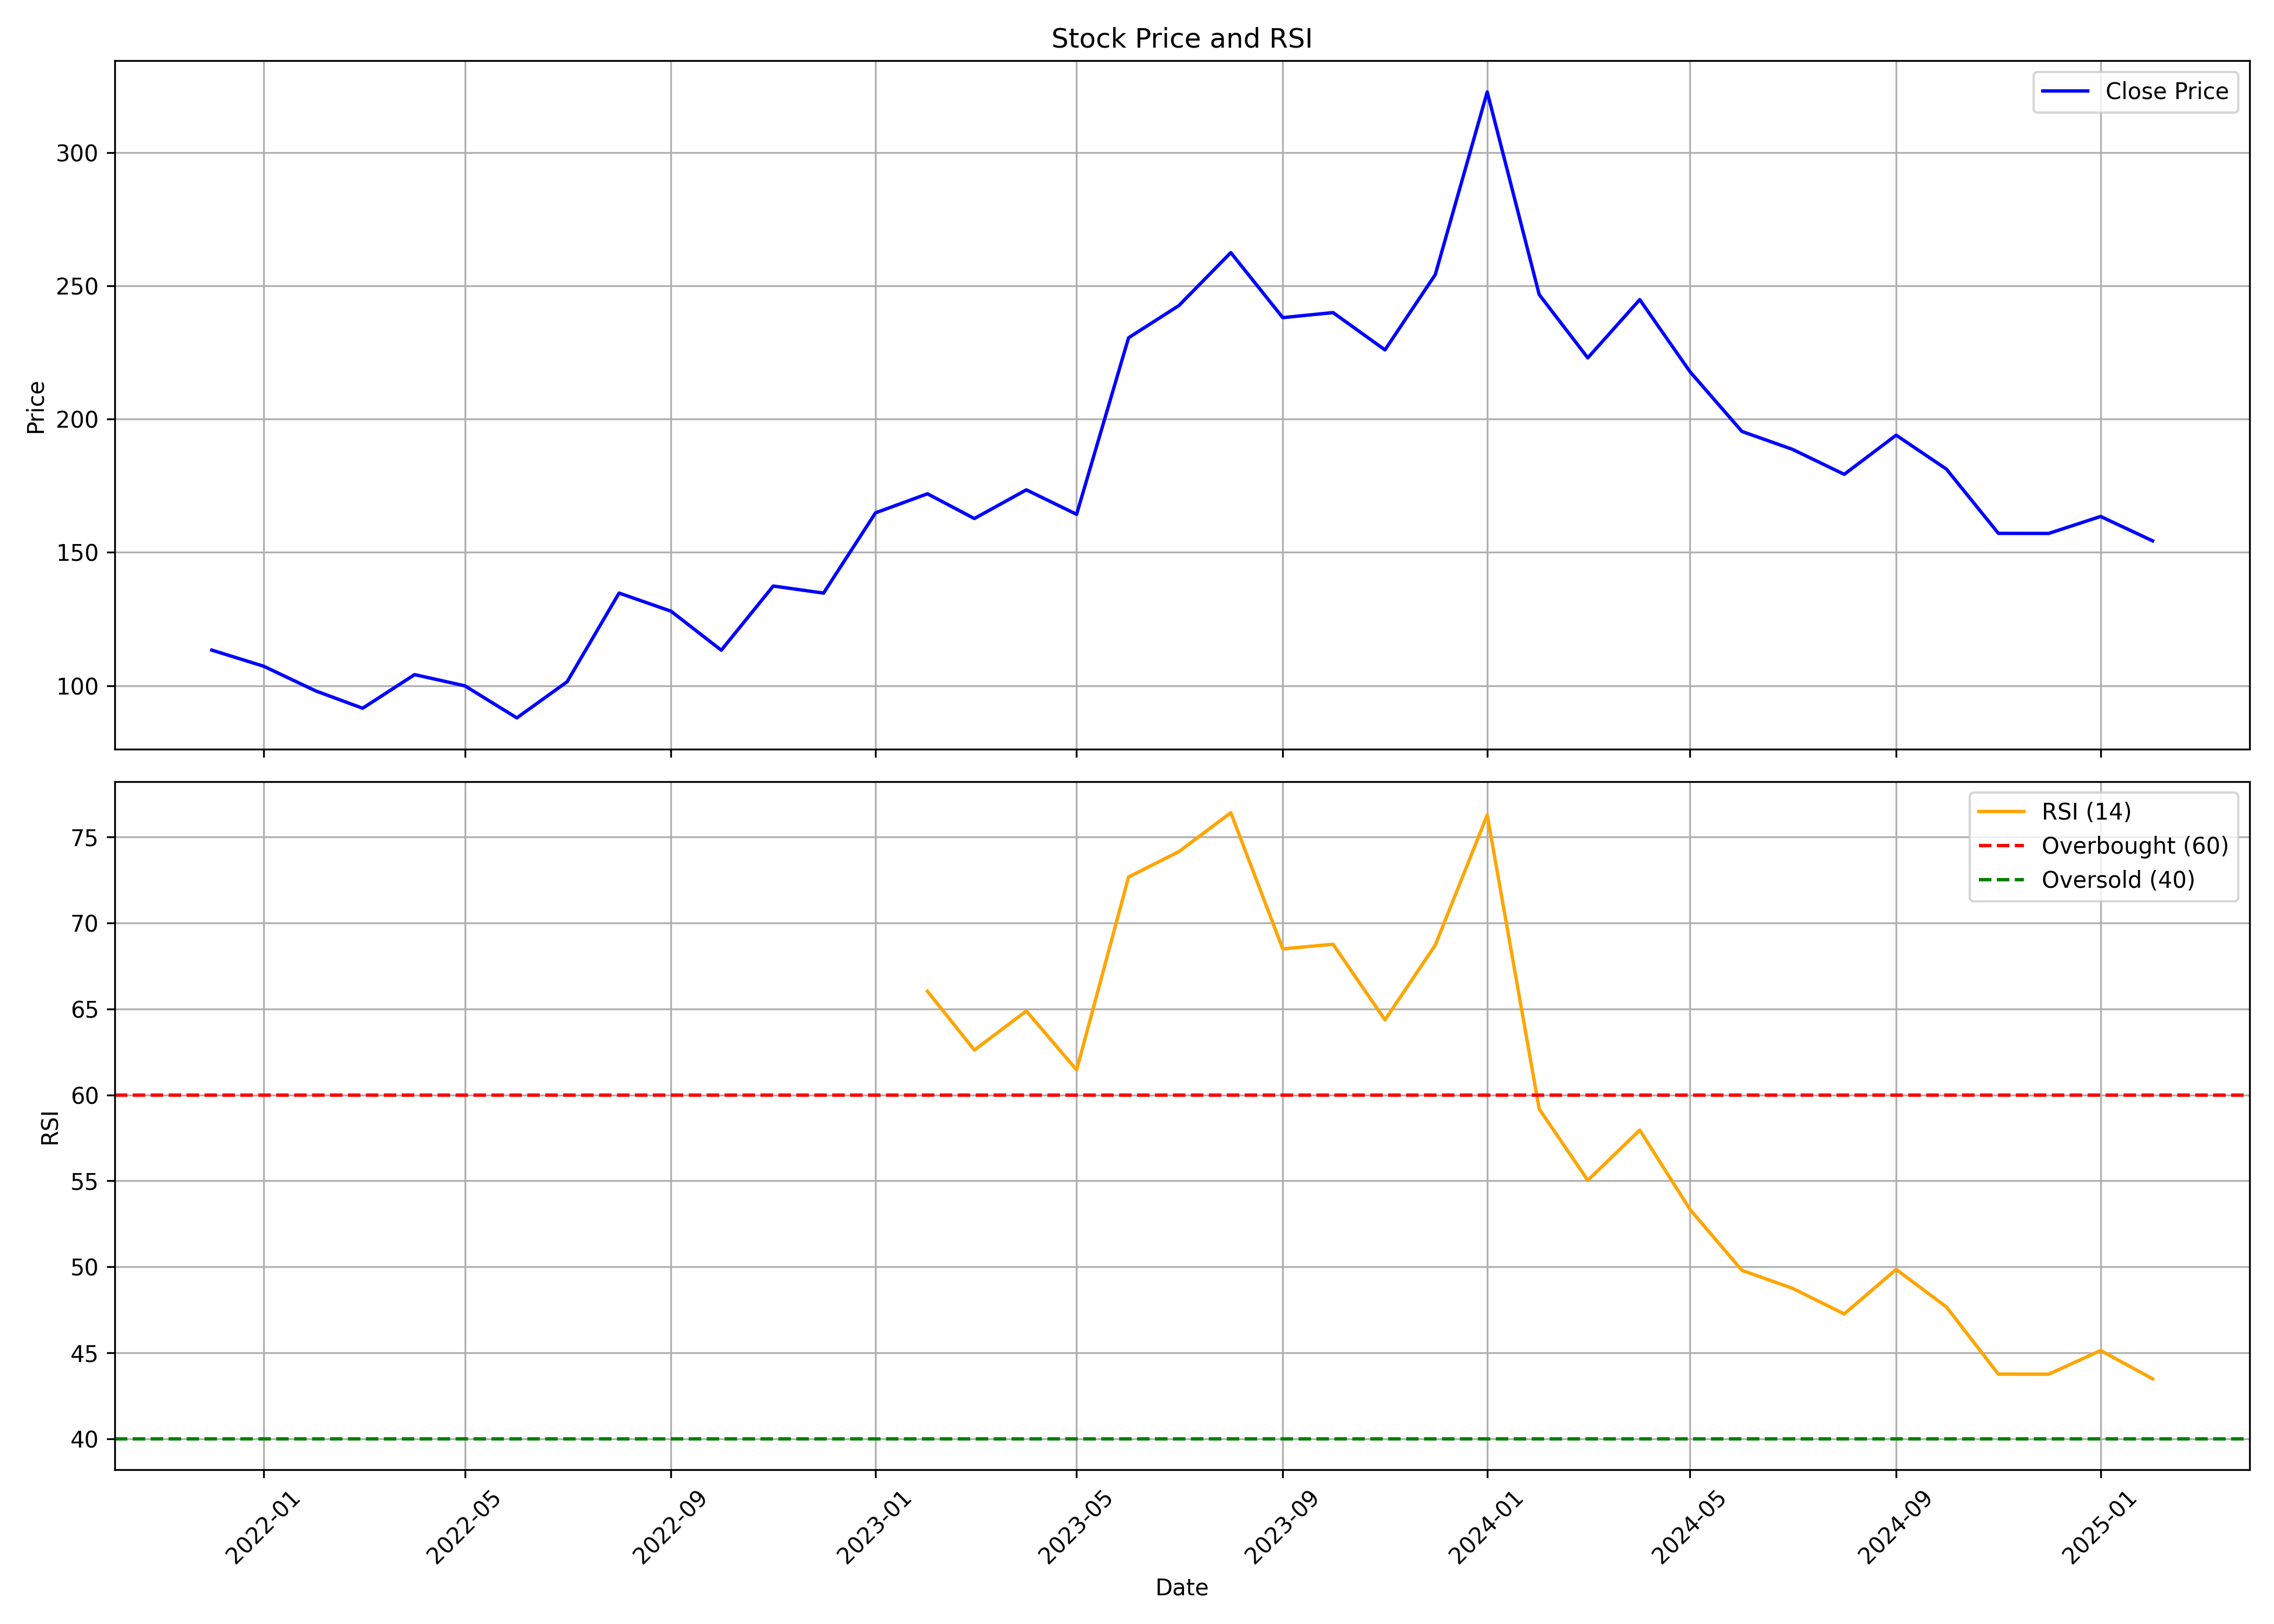 Stock Price and RSI
Close Price
300
250
200
150
100
Price
RSI (14)
Overbought (60)
Oversold (40)
75
70
65
60
55
50
45
40
RSI
2022-01
2022-05
2022-09
2023-01
2023-05
2023-09
2024-01
2024-05
2024-09
2025-01
Date